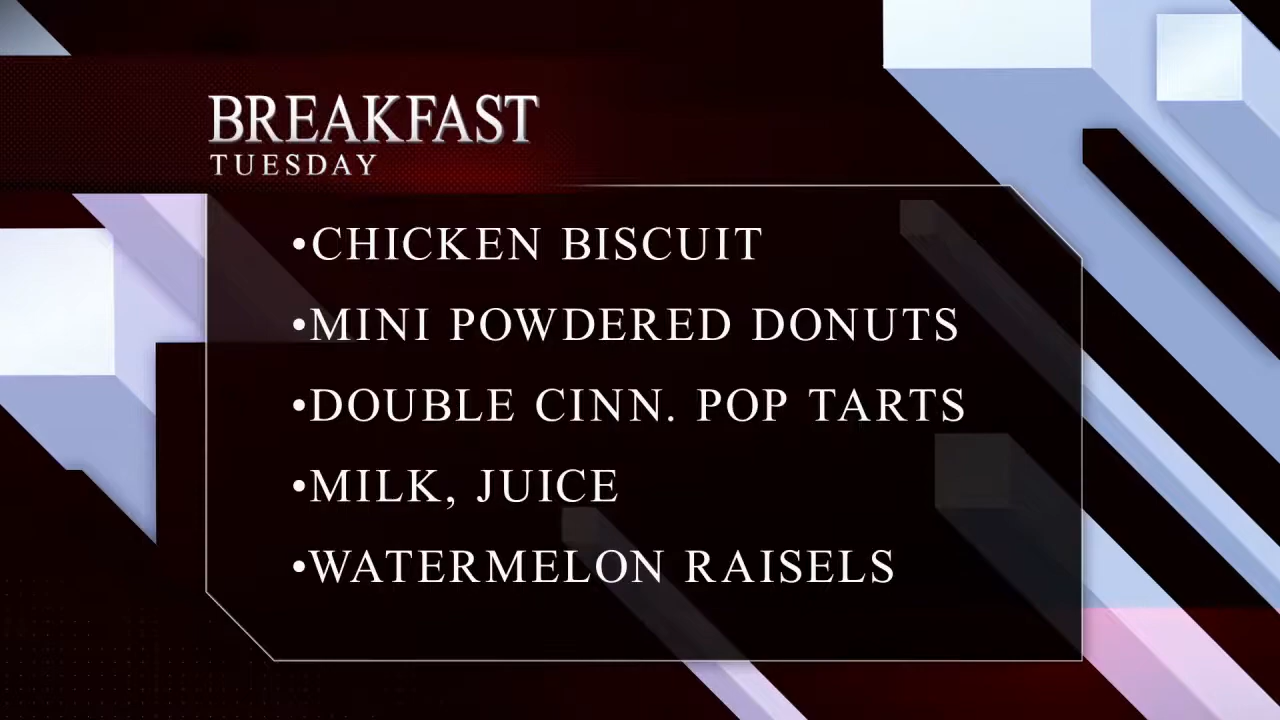 BREAKFAST
TUESDAY
•CHICKEN BISCUIT
•MINI POWDERED DONUTS
•DOUBLE CINN. POP TARTS
•MILK, JUICE
•WATERMELON RAISELS